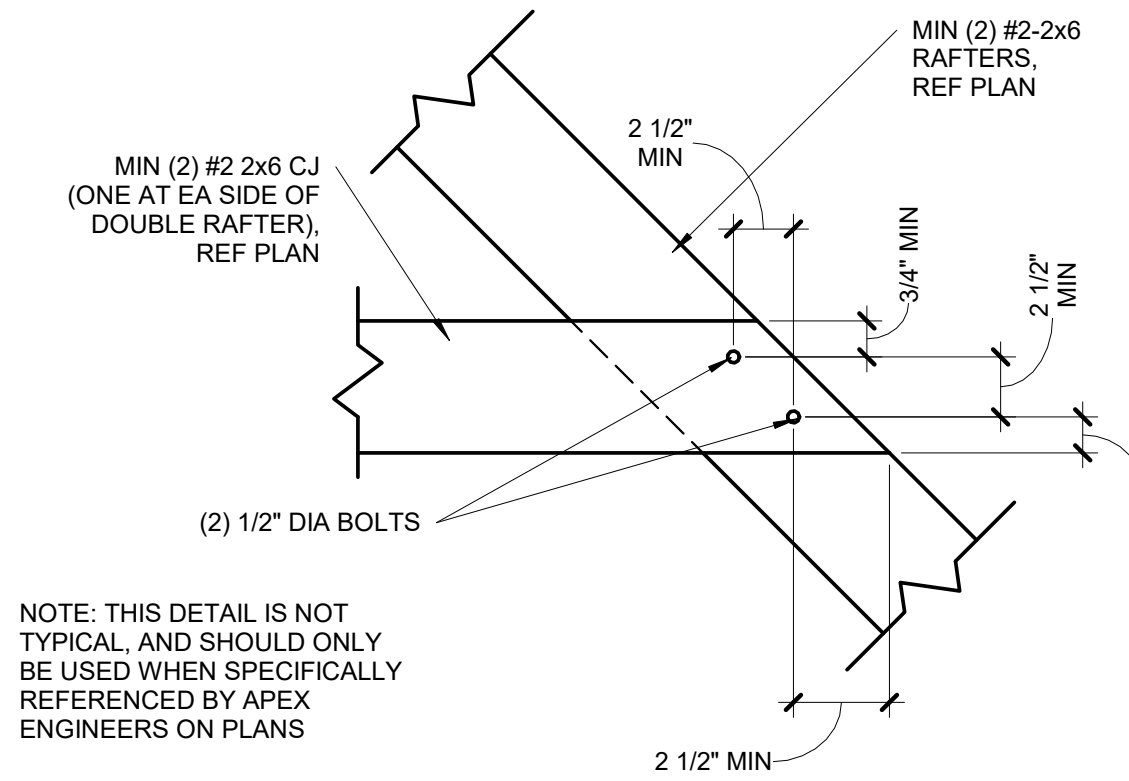 MIN (2) #2-2x6
RAFTERS,
REF PLAN
2 1/2"
MIN
MIN (2) #2 2x6 CJ
(ONE AT EA SIDE OF
DOUBLE RAFTER),
REF PLAN
3/4" MIN
2 1/2"
MIN
(2) 1/2" DIA BOLTS
NOTE: THIS DETAIL IS NOT
TYPICAL, AND SHOULD ONLY
BE USED WHEN SPECIFICALLY
REFERENCED BY APEX
ENGINEERS ON PLANS
2 1/2" MIN